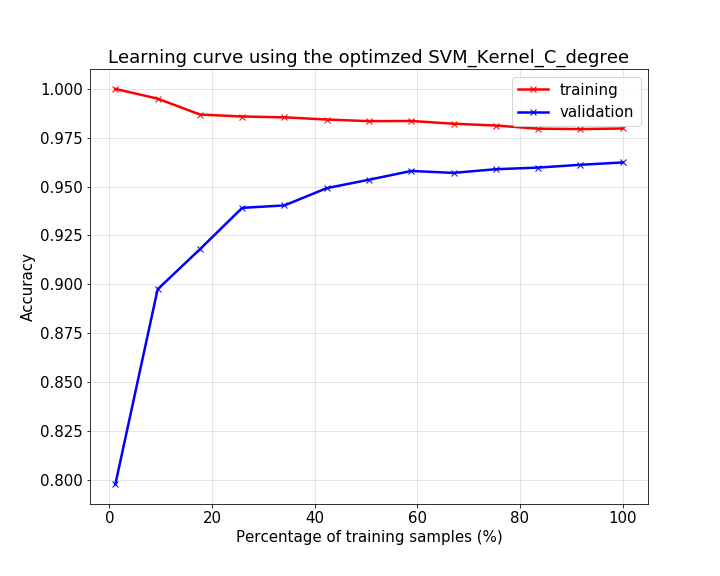 Learning curve using the optimzed SVM_Kernel_C_degree
training
validation
1.000
0.975
0.950
0.925
0.900
0.875
0.850
0.825
0.800
Accuracy
0 20 40 60 80 100
Percentage of training samples (%)